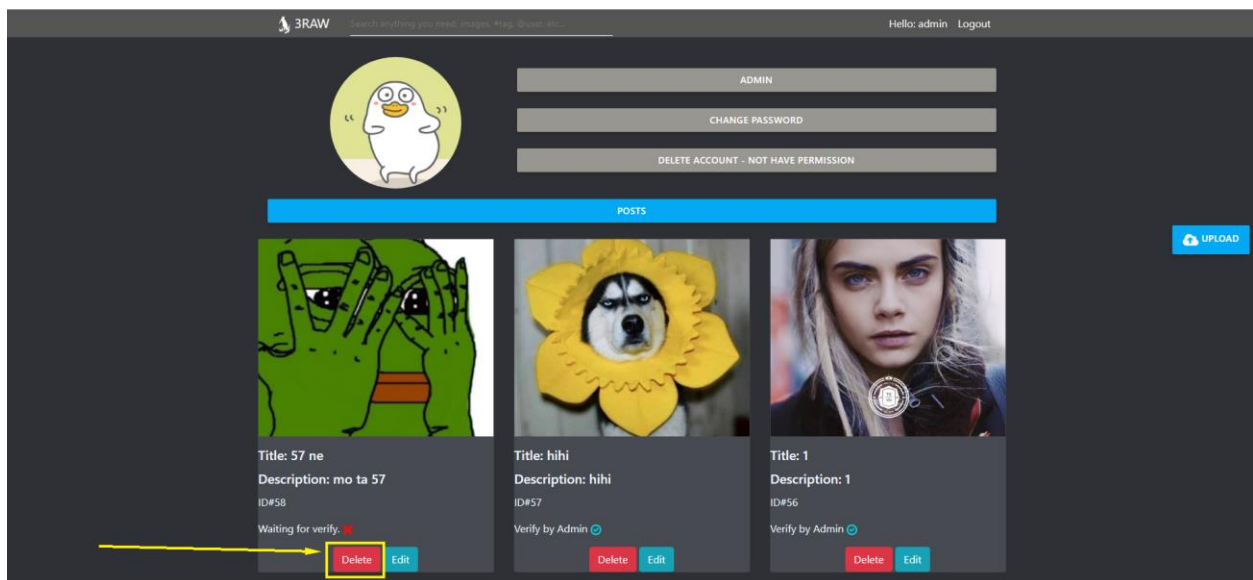 3RAW
Search anything you need: images, #tag, @user, etc...
Hello: admin Logout
ADMIN
CHANGE PASSWORD
DELETE ACCOUNT - NOT HAVE PERMISSION
POSTS
UPLOAD
Title: 57 ne
Description: mo ta 57
ID#58
Waiting for verify.
Delete Edit
Title: hihi
Description: hihi
ID#57
Verify by Admin
Delete Edit
Title: 1
Description: 1
ID#56
Verify by Admin
Delete Edit